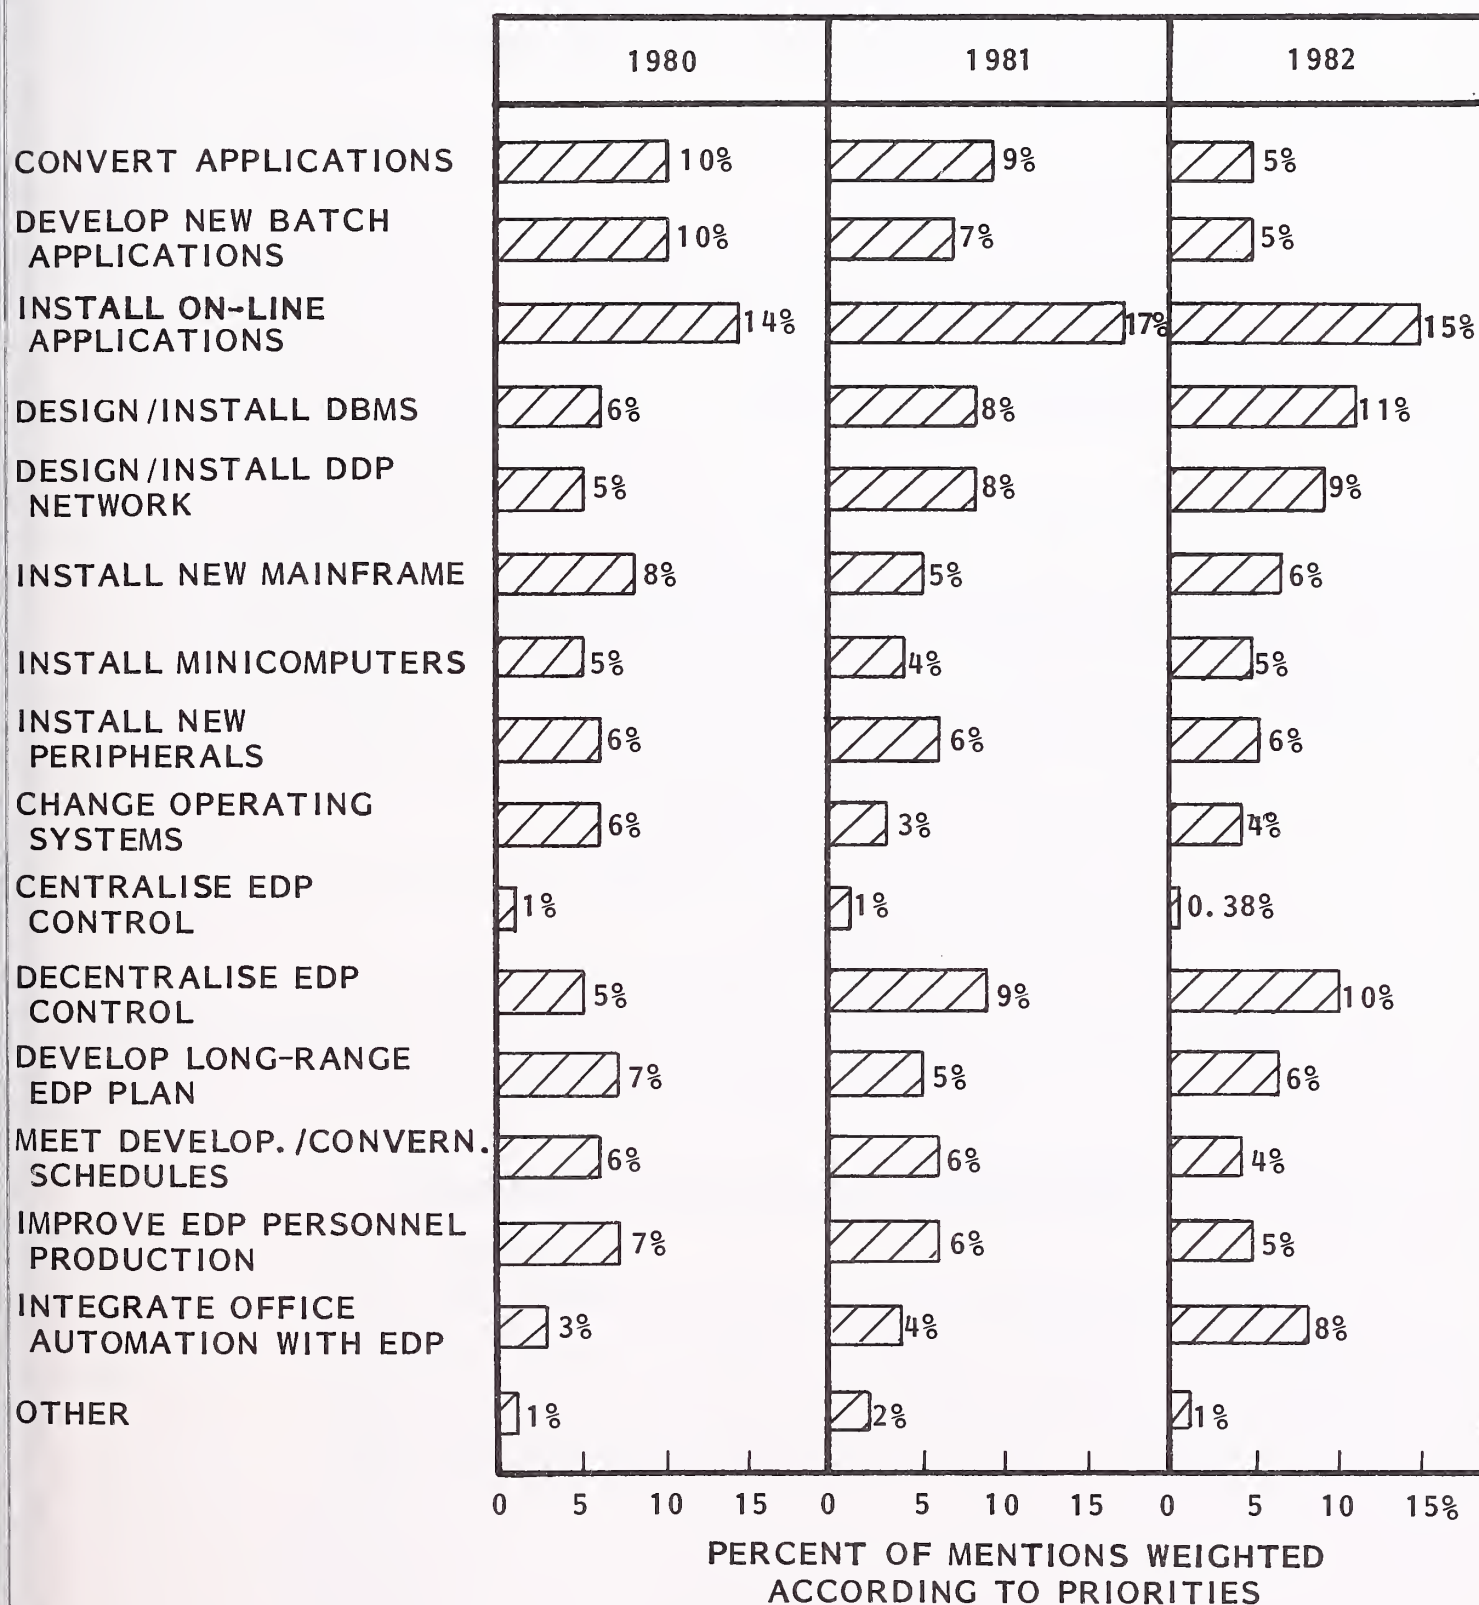 1980 1981 1982
CONVERT APPLICATIONS 10% 9% 5%
DEVELOP NEW BATCH
APPLICATIONS 10% 7% 5%
INSTALL ON-LINE
APPLICATIONS 14% 17% 15%
DESIGN/INSTALL DBMS 6% 8% 11%
DESIGN/INSTALL DDP
NETWORK 5% 8% 9%
INSTALL NEW MAINFRAME 8% 5% 6%
INSTALL MINICOMPUTERS 5% 4% 5%
INSTALL NEW
PERIPHERALS 6% 6% 6%
CHANGE OPERATING
SYSTEMS 6% 3% 4%
CENTRALISE EDP
CONTROL 1% 1% 0.38%
DECENTRALISE EDP
CONTROL 5% 9% 10%
DEVELOP LONG-RANGE
EDP PLAN 7% 5% 6%
MEET DEVELOP./CONVERN.
SCHEDULES 6% 6% 4%
IMPROVE EDP PERSONNEL
PRODUCTION 7% 6% 5%
INTEGRATE OFFICE
AUTOMATION WITH EDP 3% 4% 8%
OTHER 1% 2% 1%
0 5 10 15 0 5 10 15 0 5 10 15%
PERCENT OF MENTIONS WEIGHTED
ACCORDING TO PRIORITIES